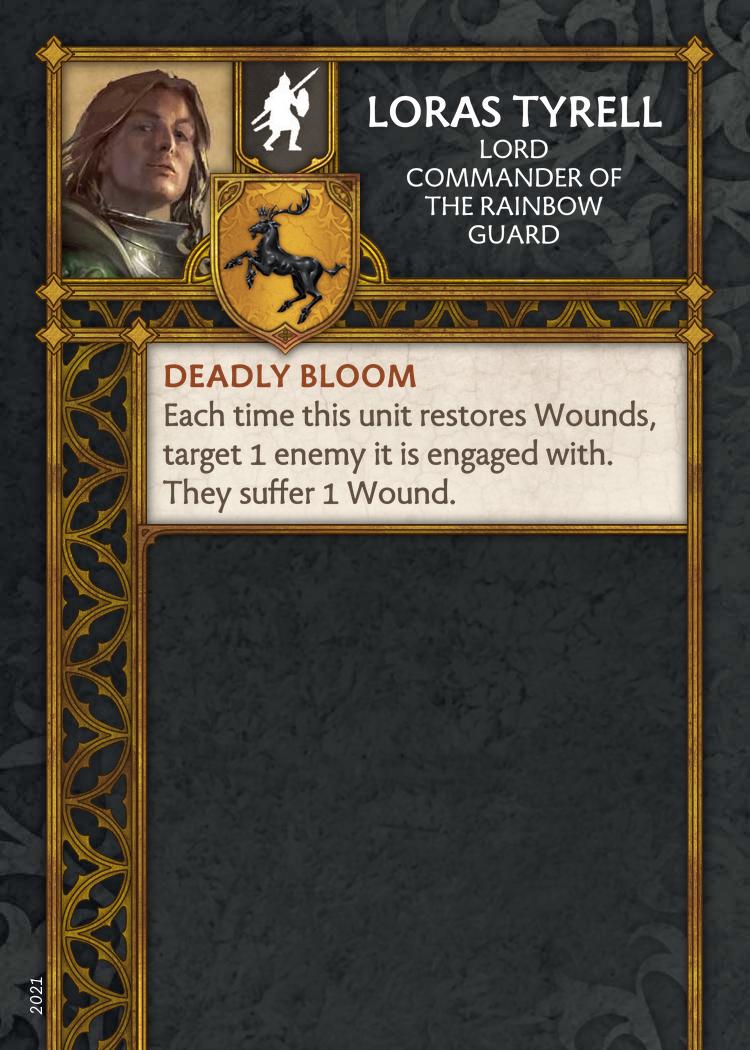 LORAS TYRELL
LORD
COMMANDER OF
THE RAINBOW
GUARD
DEADLY BLOOM
Each time this unit restores Wounds,
target 1 enemy it is engaged with.
They suffer 1 Wound.
2021